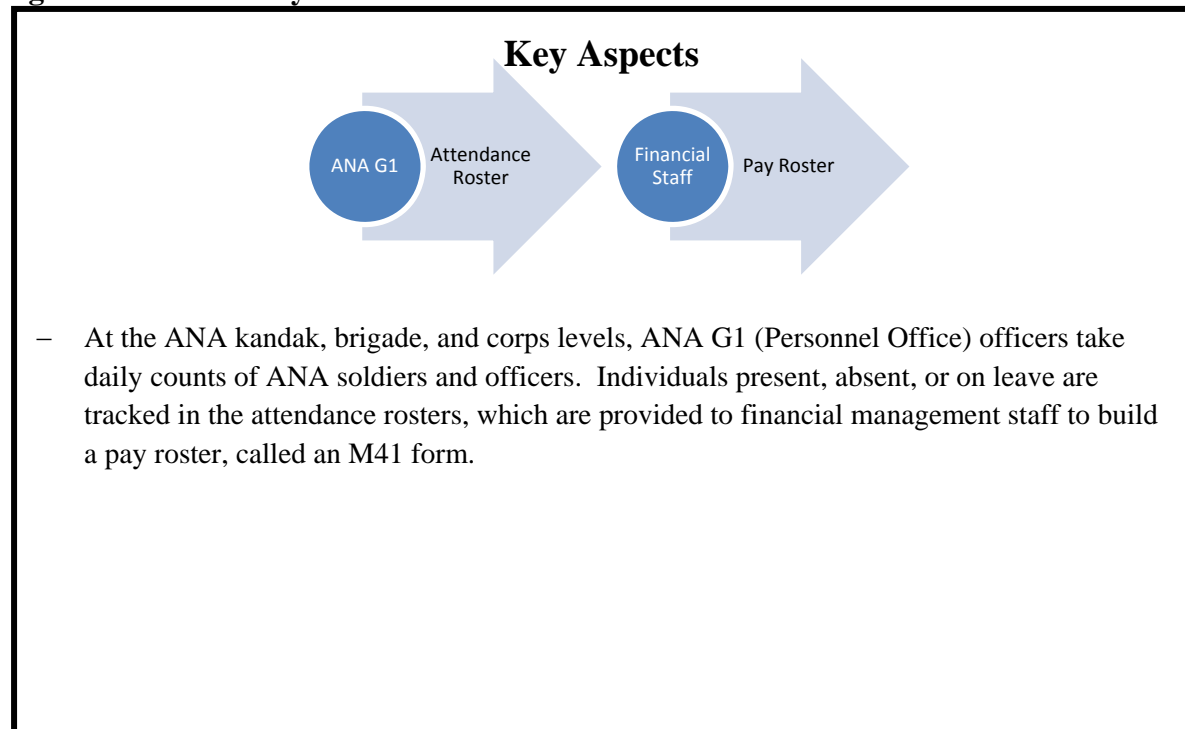 Key Aspects
ANA G1
Attendance
Roster
Financial
Staff
Pay Roster
– At the ANA kandak, brigade, and corps levels, ANA G1 (Personnel Office) officers take
daily counts of ANA soldiers and officers.  Individuals present, absent, or on leave are
tracked in the attendance rosters, which are provided to financial management staff to build
a pay roster, called an M41 form.